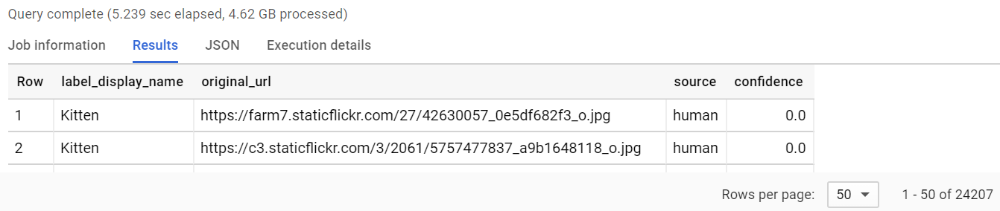 Query complete (5.239 sec elapsed, 4.62 GB processed)
Job information Results JSON Execution details
Row label_display_name original_url source confidence
1 Kitten https://farm7.staticflickr.com/27/42630057_0e5df682f3_o.jpg human 0.0
2 Kitten https://c3.staticflickr.com/3/2061/5757477837_a9b1648118_o.jpg human 0.0
Rows per page: 50 1 - 50 of 24207